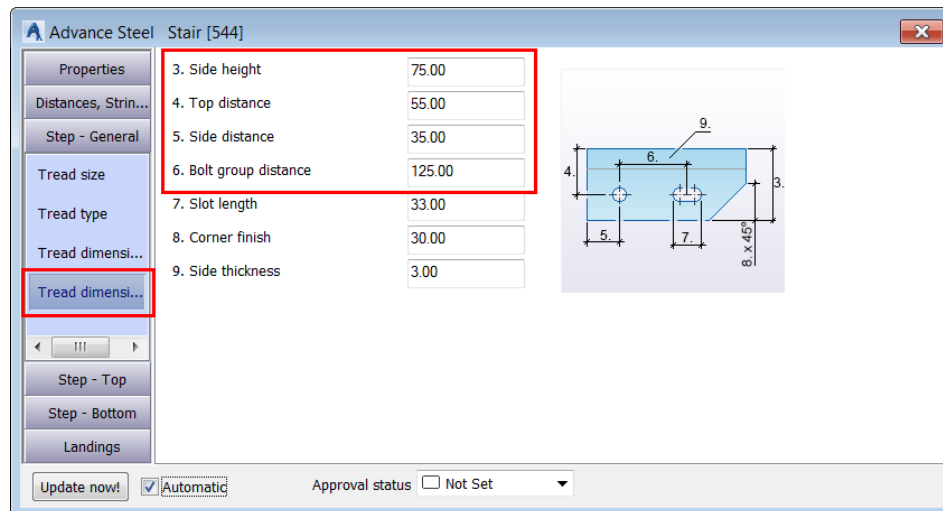 Advance Steel Stair [544]
Properties
Distances, Strin...
Step - General
Tread size
Tread type
Tread dimensi...
Tread dimensi...
Step - Top
Step - Bottom
Landings
3. Side height 75.00
4. Top distance 55.00
5. Side distance 35.00
6. Bolt group distance 125.00
7. Slot length 33.00
8. Corner finish 30.00
9. Side thickness 3.00
9.
6.
4.
3.
5.
7.
8. x 45°
Update now! Automatic Approval status Not Set